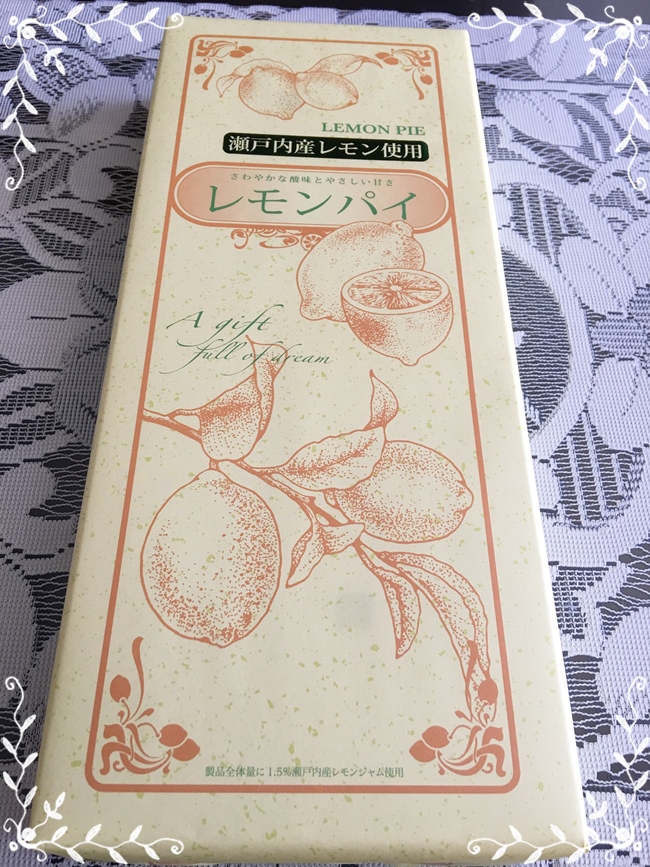 LEMON PIE
瀬戸内産レモン使用
さわやかな酸味とやさしい甘さ
レモンパイ
A gift
full of dream
製品全体量に1.5%瀬戸内産レモンジャム使用